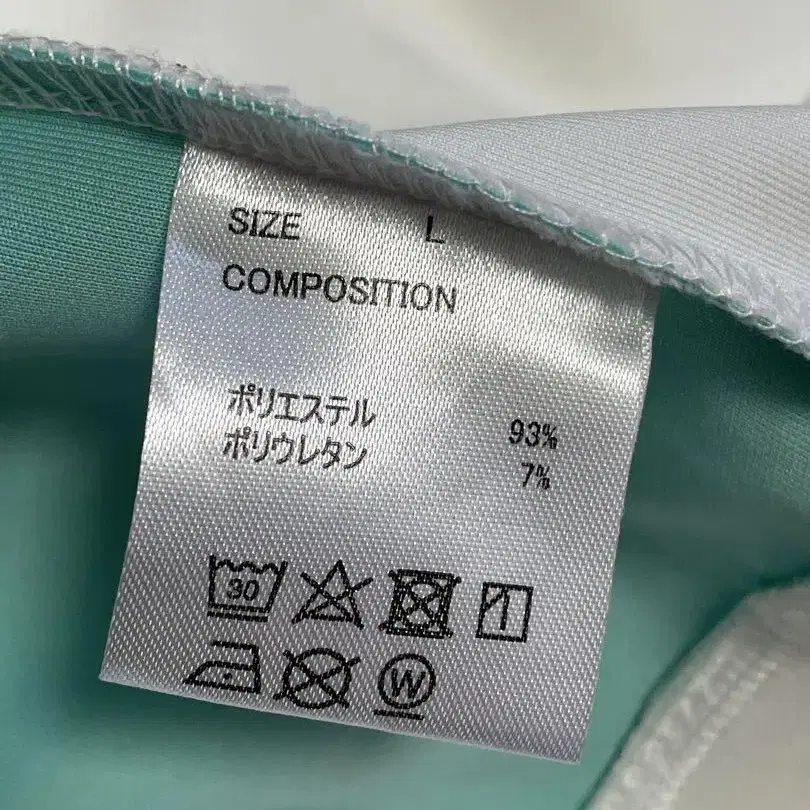 SIZE L
COMPOSITION
ポリエステル 93%
ポリウレタン 7%
30
W